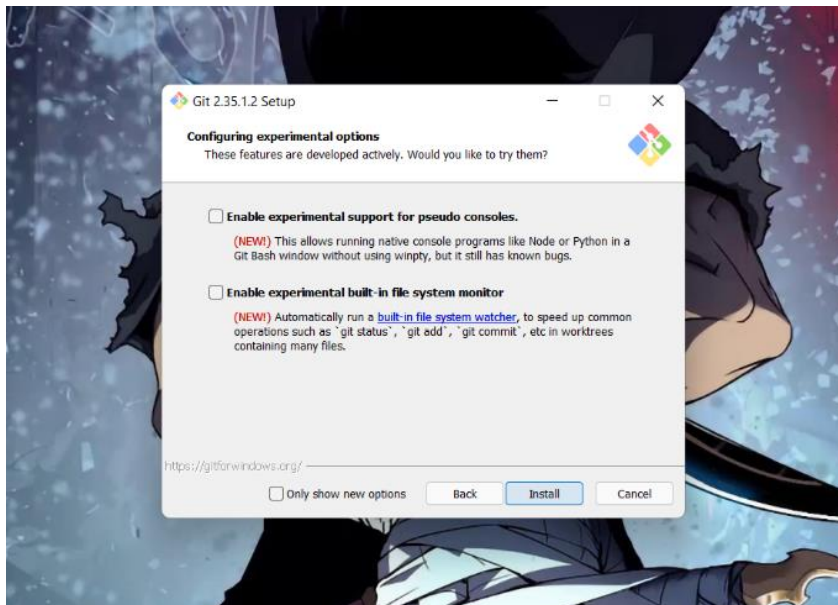 Git 2.35.1.2 Setup
Configuring experimental options
These features are developed actively. Would you like to try them?
Enable experimental support for pseudo consoles.
(NEW!) This allows running native console programs like Node or Python in a
Git Bash window without using winpty, but it still has known bugs.
Enable experimental built-in file system monitor
(NEW!) Automatically run a built-in file system watcher, to speed up common
operations such as `git status`, `git add`, `git commit`, etc in worktrees
containing many files.
https://gitforwindows.org/
Only show new options
Back
Install
Cancel